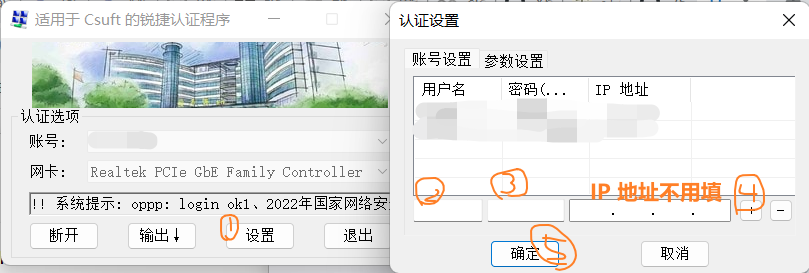 适用于 Csuft 的锐捷认证程序
认证选项
账号:
网卡: Realtek PCIe GbE Family Controller
!! 系统提示: oppp: login ok1、2022年国家网络安
断开 输出↓ 1 设置 退出
认证设置
账号设置 参数设置
用户名 密码(... IP 地址
2 3 IP 地址不用填 4
. . . + -
确定 5 取消